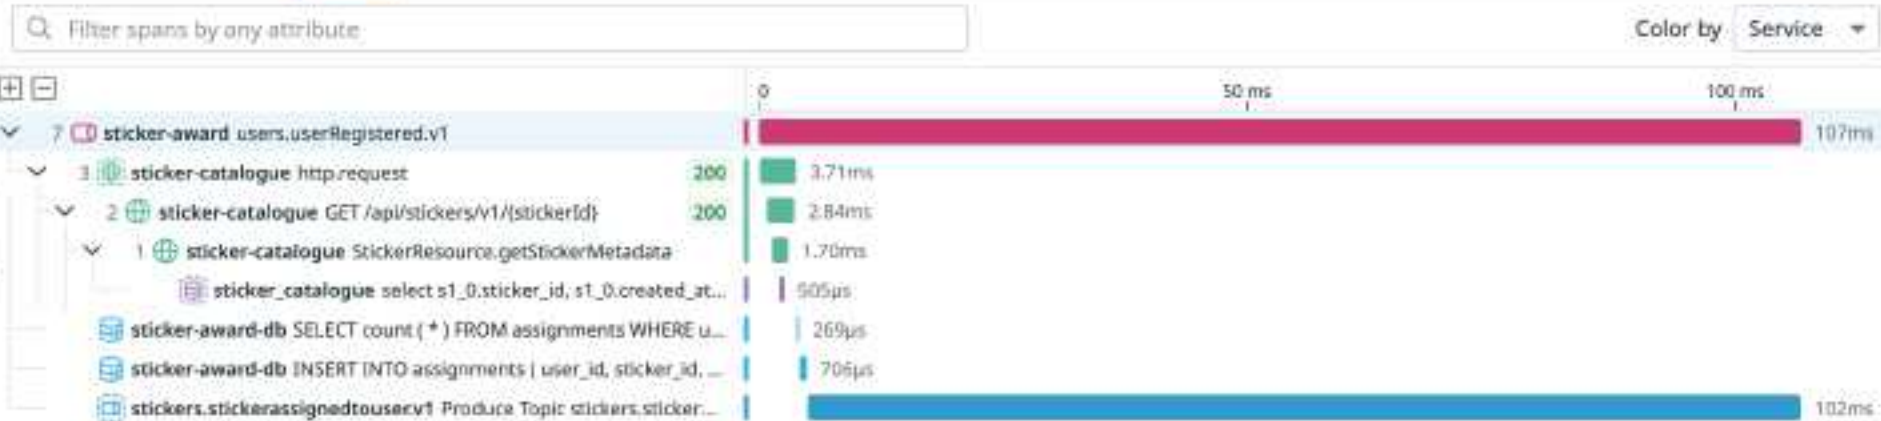 Filter spans by any attribute
Color by Service
0 50 ms 100 ms
7 sticker-award users.userRegistered.v1 107ms
3 sticker-catalogue http.request 200 3.71ms
2 sticker-catalogue GET /api/stickers/v1/{stickerId} 200 2.84ms
1 sticker-catalogue StickerResource.getStickerMetadata 1.70ms
sticker_catalogue select s1_0.sticker_id, s1_0.created_at... 505µs
sticker-award-db SELECT count ( * ) FROM assignments WHERE u... 269µs
sticker-award-db INSERT INTO assignments ( user_id, sticker_id, ... 706µs
stickers.stickerassignedtouser.v1 Produce Topic stickers.sticker... 102ms